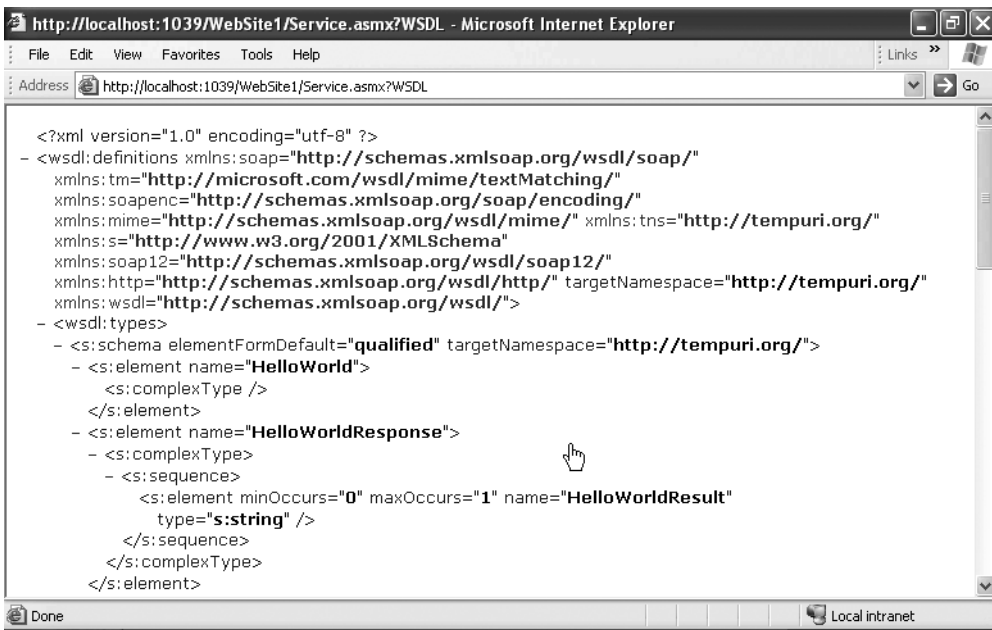 http://localhost:1039/WebSite1/Service.asmx?WSDL - Microsoft Internet Explorer
File Edit View Favorites Tools Help Links »
Address http://localhost:1039/WebSite1/Service.asmx?WSDL Go
<?xml version="1.0" encoding="utf-8" ?>
- <wsdl:definitions xmlns:soap="http://schemas.xmlsoap.org/wsdl/soap/"
xmlns:tm="http://microsoft.com/wsdl/mime/textMatching/"
xmlns:soapenc="http://schemas.xmlsoap.org/soap/encoding/"
xmlns:mime="http://schemas.xmlsoap.org/wsdl/mime/" xmlns:tns="http://tempuri.org/"
xmlns:s="http://www.w3.org/2001/XMLSchema"
xmlns:soap12="http://schemas.xmlsoap.org/wsdl/soap12/"
xmlns:http="http://schemas.xmlsoap.org/wsdl/http/" targetNamespace="http://tempuri.org/"
xmlns:wsdl="http://schemas.xmlsoap.org/wsdl/">
- <wsdl:types>
- <s:schema elementFormDefault="qualified" targetNamespace="http://tempuri.org/">
- <s:element name="HelloWorld">
<s:complexType />
</s:element>
- <s:element name="HelloWorldResponse">
- <s:complexType>
- <s:sequence>
<s:element minOccurs="0" maxOccurs="1" name="HelloWorldResult"
type="s:string" />
</s:sequence>
</s:complexType>
</s:element>
Done Local intranet